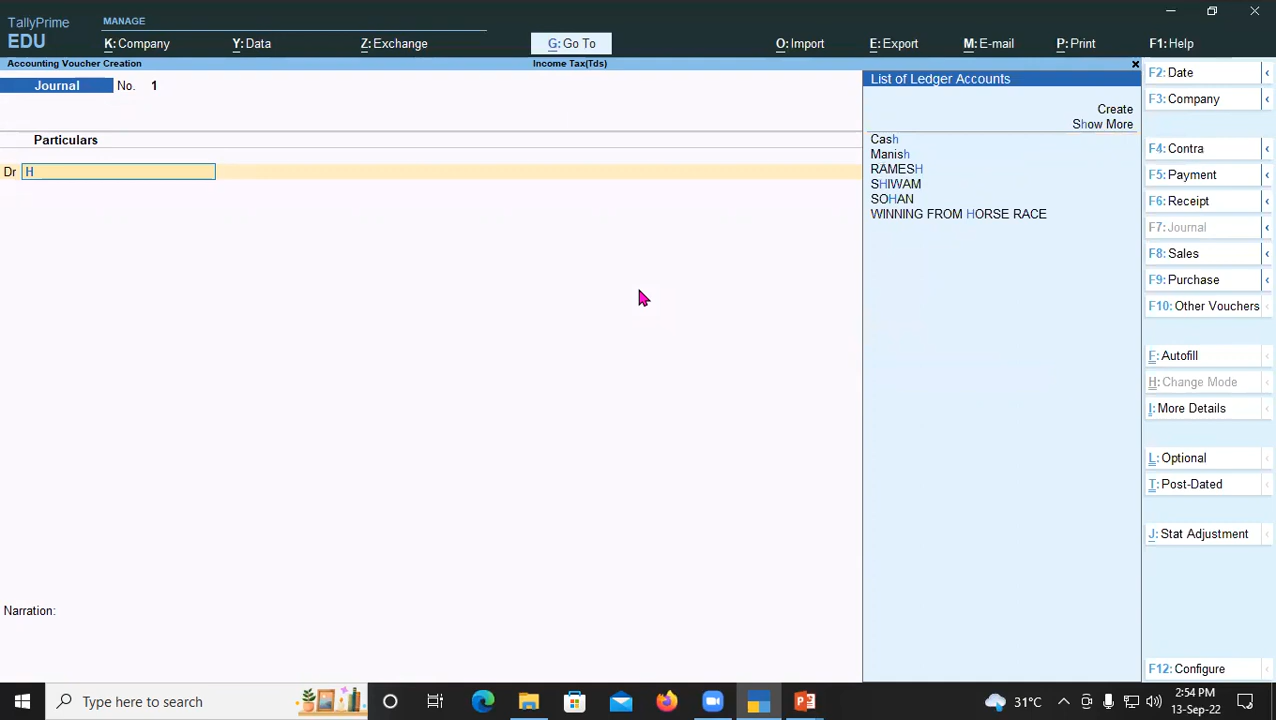 TallyPrime
EDU
MANAGE
K: Company
Y: Data
Z: Exchange
G: Go To
O: Import
E: Export
M: E-mail
P: Print
F1: Help
Accounting Voucher Creation
Income Tax(Tds)
Journal No. 1
Particulars
Dr H
Narration:
List of Ledger Accounts
Create
Show More
Cash
Manish
RAMESH
SHIWAM
SOHAN
WINNING FROM HORSE RACE
F2: Date
F3: Company
F4: Contra
F5: Payment
F6: Receipt
F7: Journal
F8: Sales
F9: Purchase
F10: Other Vouchers
F: Autofill
H: Change Mode
I: More Details
L: Optional
T: Post-Dated
J: Stat Adjustment
F12: Configure
Type here to search
31°C
2:54 PM
13-Sep-22